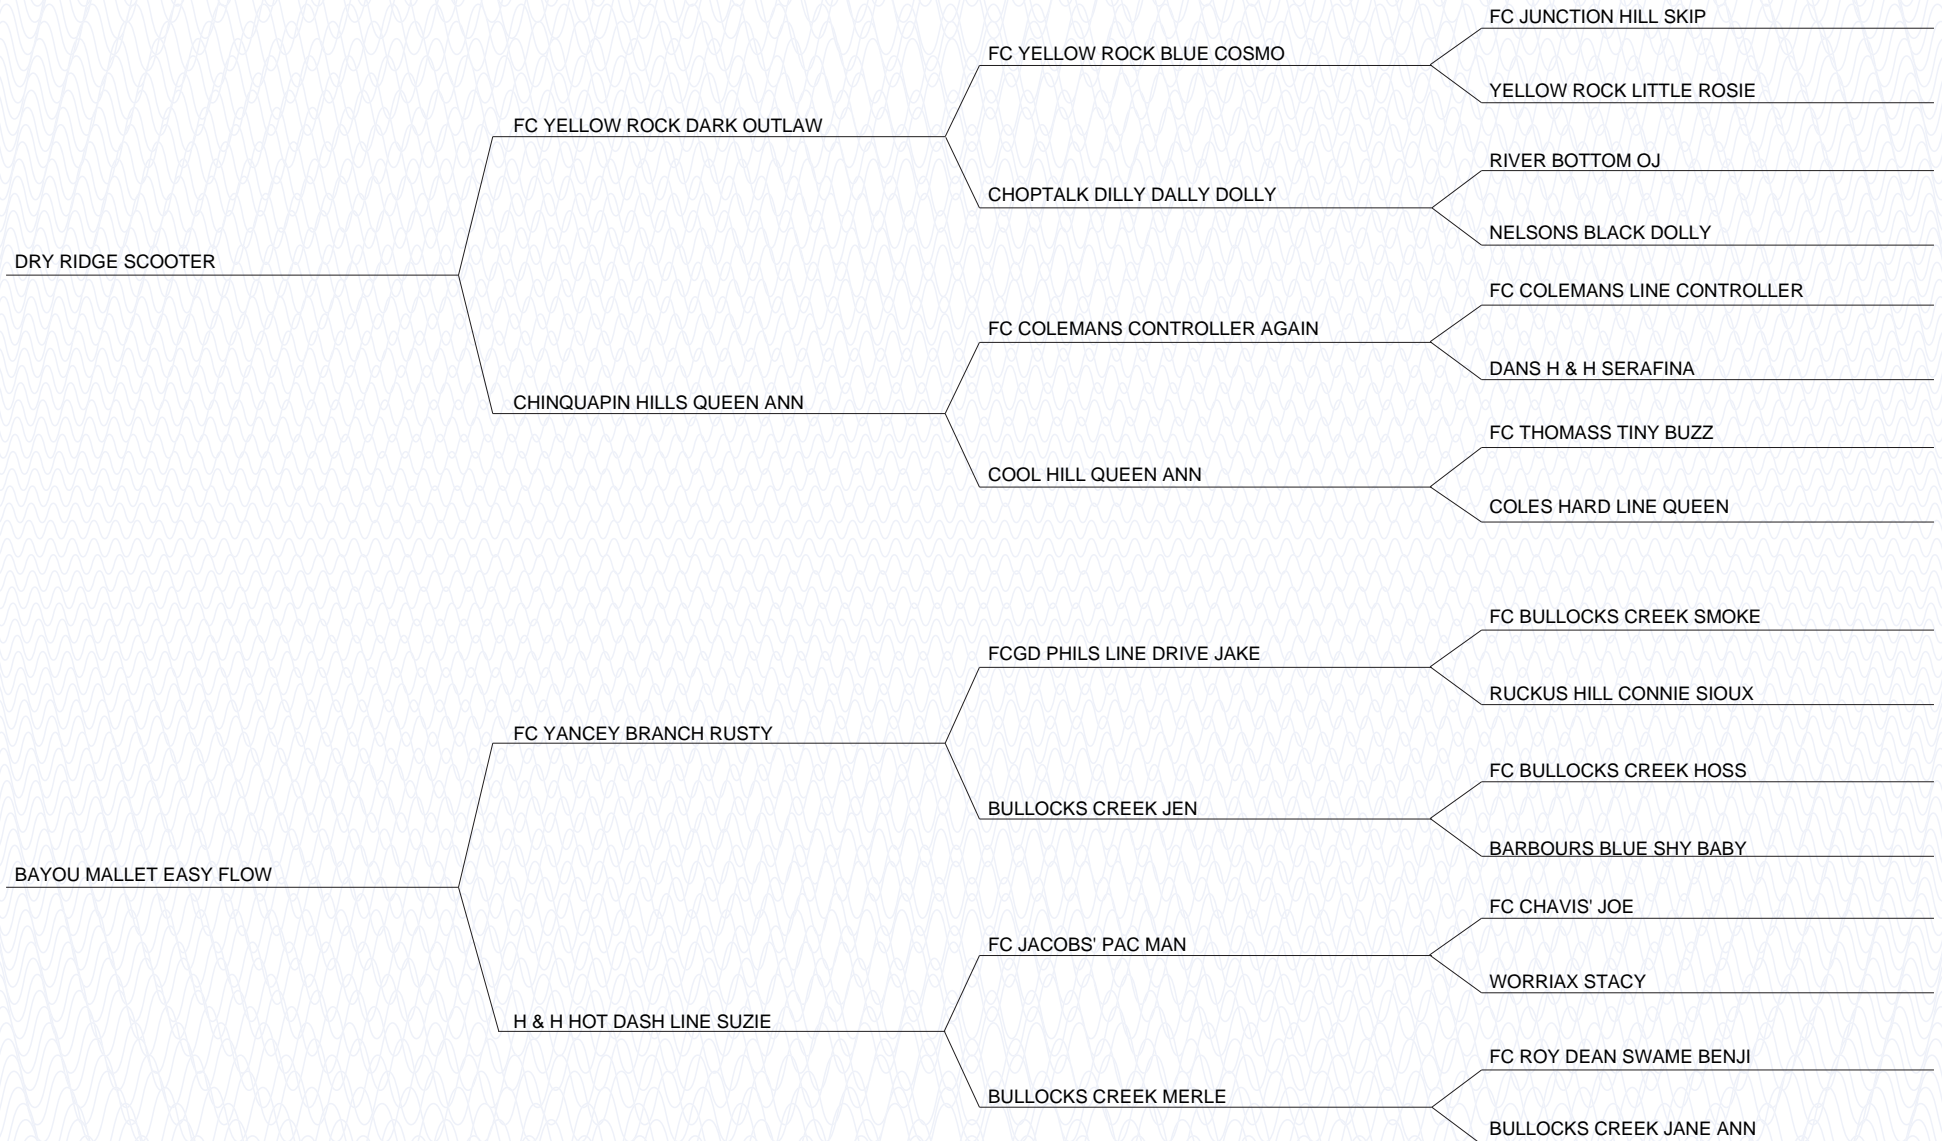 FC JUNCTION HILL SKIP
FC YELLOW ROCK BLUE COSMO
YELLOW ROCK LITTLE ROSIE
FC YELLOW ROCK DARK OUTLAW
RIVER BOTTOM OJ
CHOPTALK DILLY DALLY DOLLY
NELSONS BLACK DOLLY
DRY RIDGE SCOOTER
FC COLEMANS LINE CONTROLLER
FC COLEMANS CONTROLLER AGAIN
DANS H & H SERAFINA
CHINQUAPIN HILLS QUEEN ANN
FC THOMASS TINY BUZZ
COOL HILL QUEEN ANN
COLES HARD LINE QUEEN
FC BULLOCKS CREEK SMOKE
FCGD PHILS LINE DRIVE JAKE
RUCKUS HILL CONNIE SIOUX
FC YANCEY BRANCH RUSTY
FC BULLOCKS CREEK HOSS
BULLOCKS CREEK JEN
BARBOURS BLUE SHY BABY
BAYOU MALLET EASY FLOW
FC CHAVIS' JOE
FC JACOBS' PAC MAN
WORRIAX STACY
H & H HOT DASH LINE SUZIE
FC ROY DEAN SWAME BENJI
BULLOCKS CREEK MERLE
BULLOCKS CREEK JANE ANN